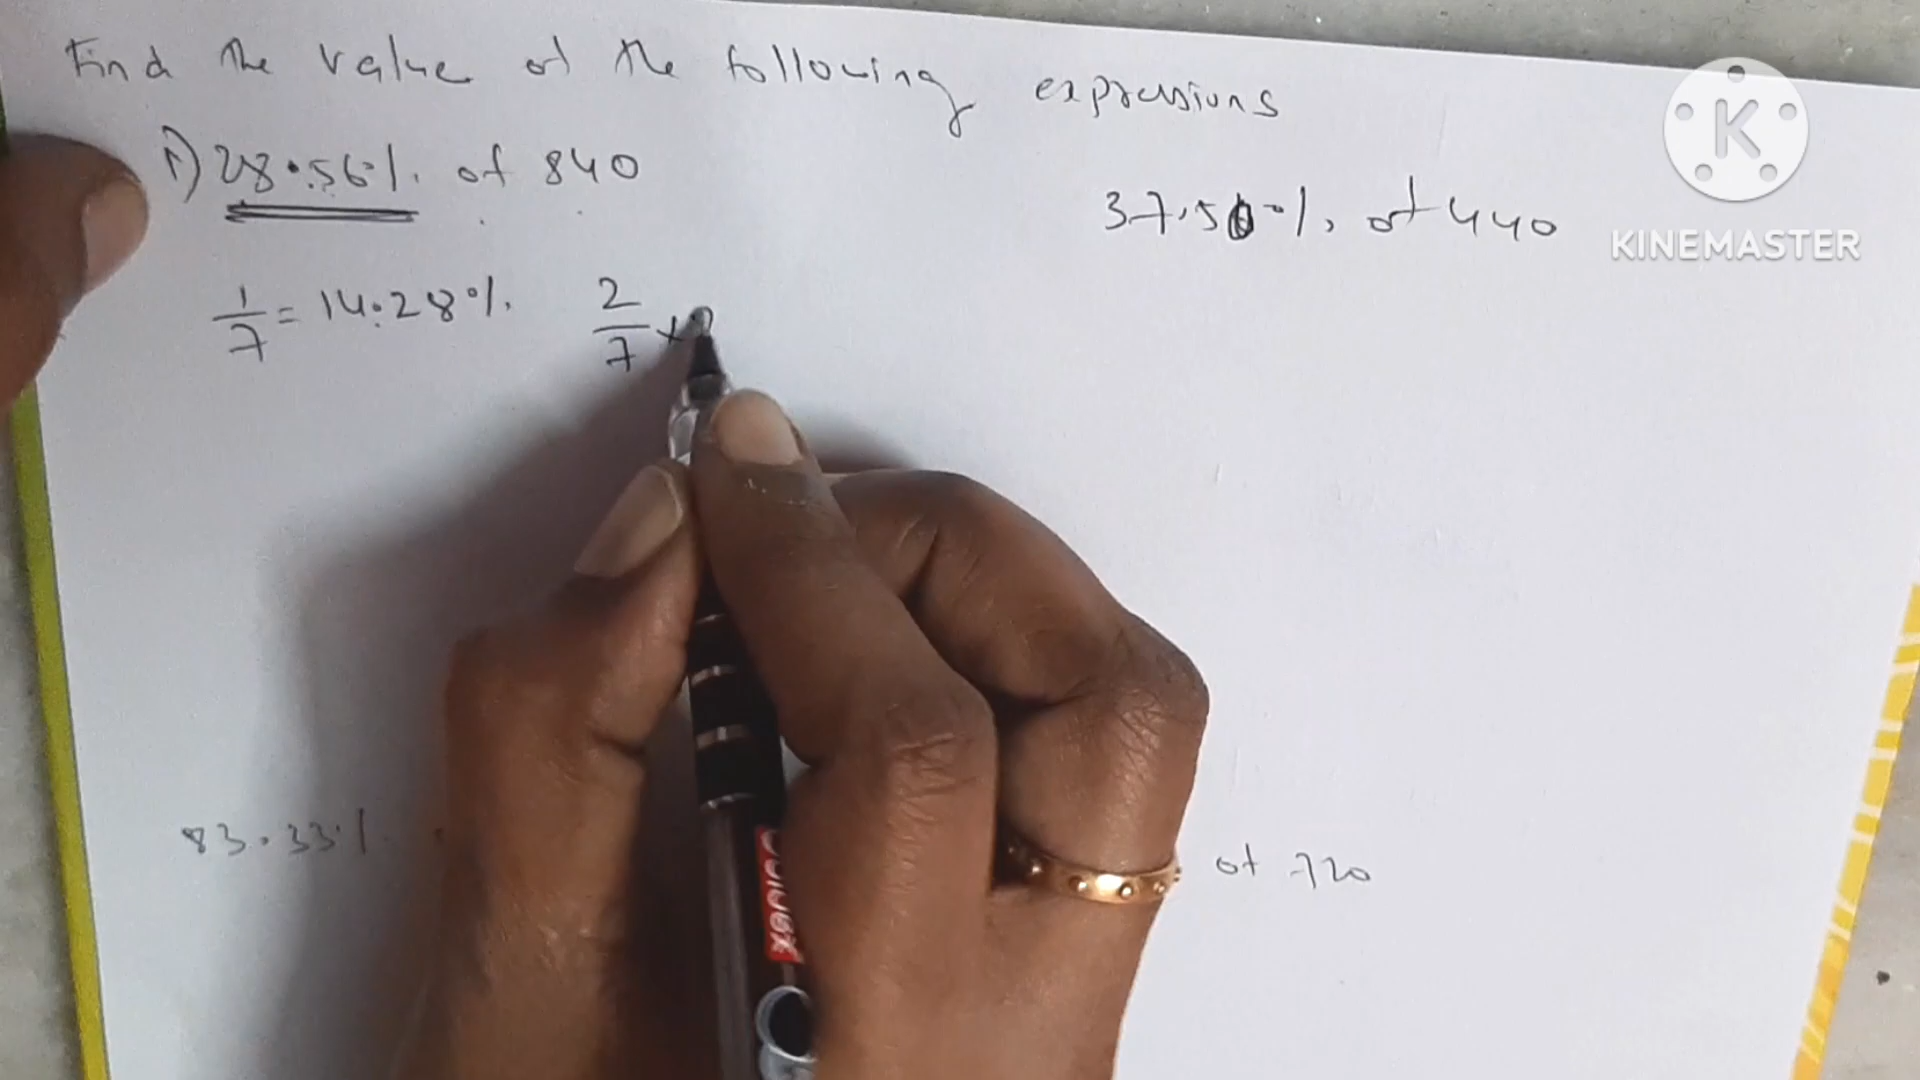 Find the value of the following expressions
1) 28.56% of 840
37.50% of 440
K
KINEMASTER
1/7 = 14.28%
2/7 ×
83.33%
of 720